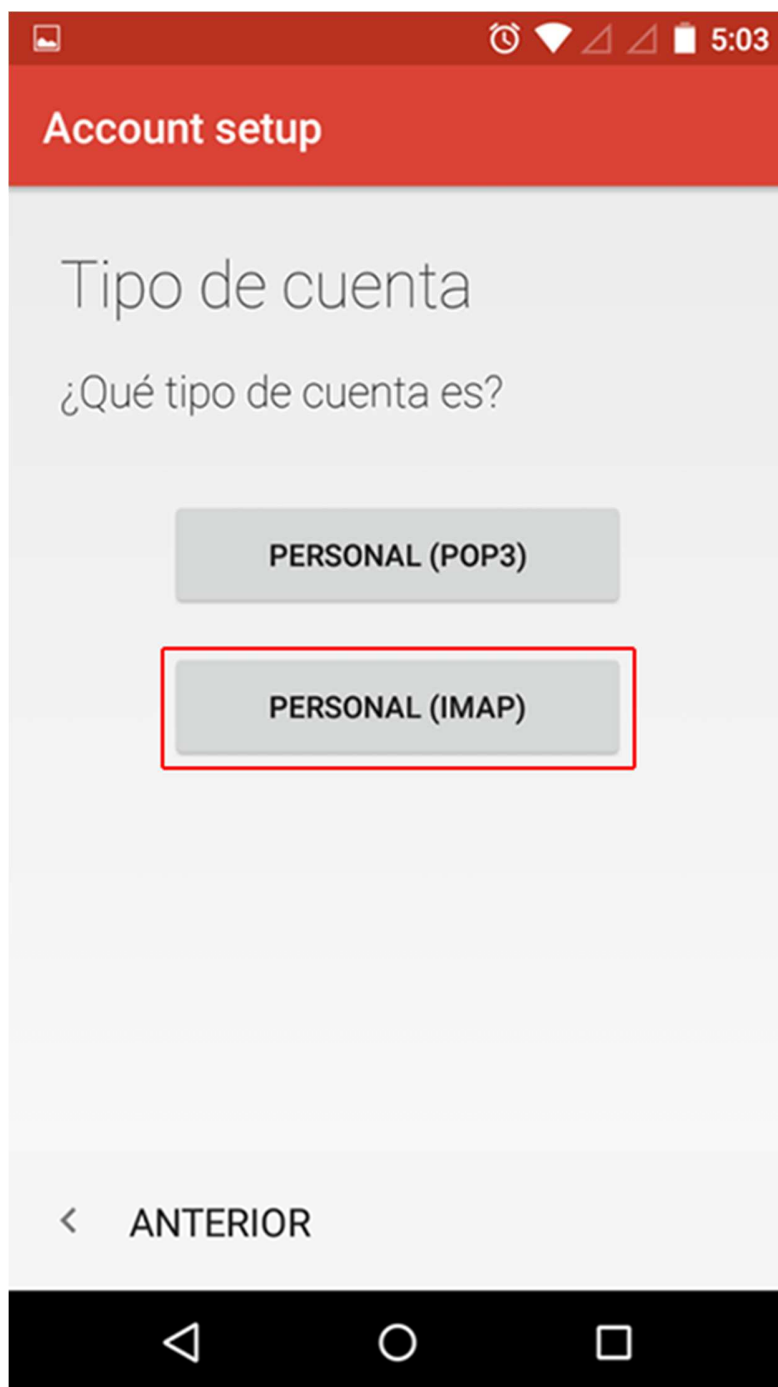 5:03
Account setup
Tipo de cuenta
¿Qué tipo de cuenta es?
PERSONAL (POP3)
PERSONAL (IMAP)
ANTERIOR